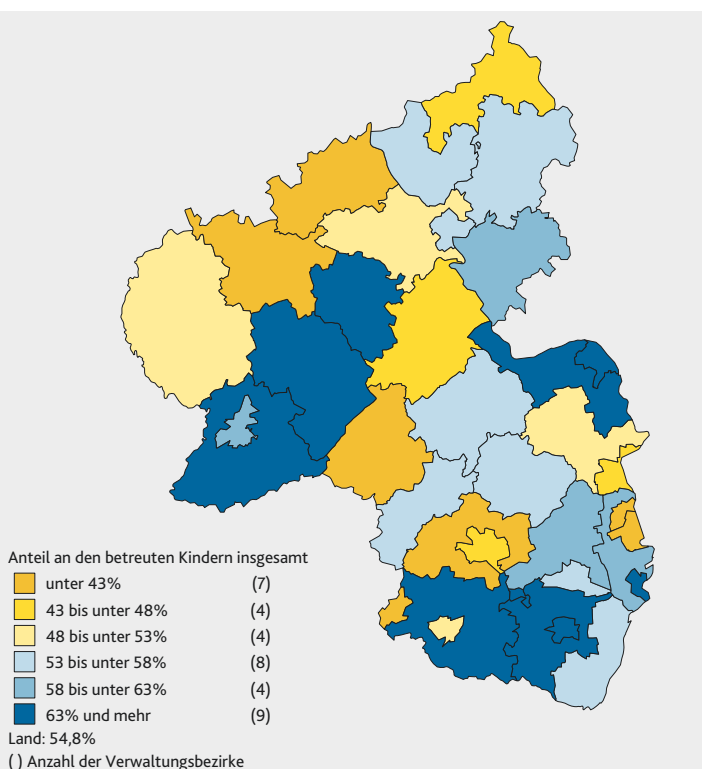 Anteil an den betreuten Kindern insgesamt
unter 43% (7)
43 bis unter 48% (4)
48 bis unter 53% (4)
53 bis unter 58% (8)
58 bis unter 63% (4)
63% und mehr (9)
Land: 54,8%
( ) Anzahl der Verwaltungsbezirke